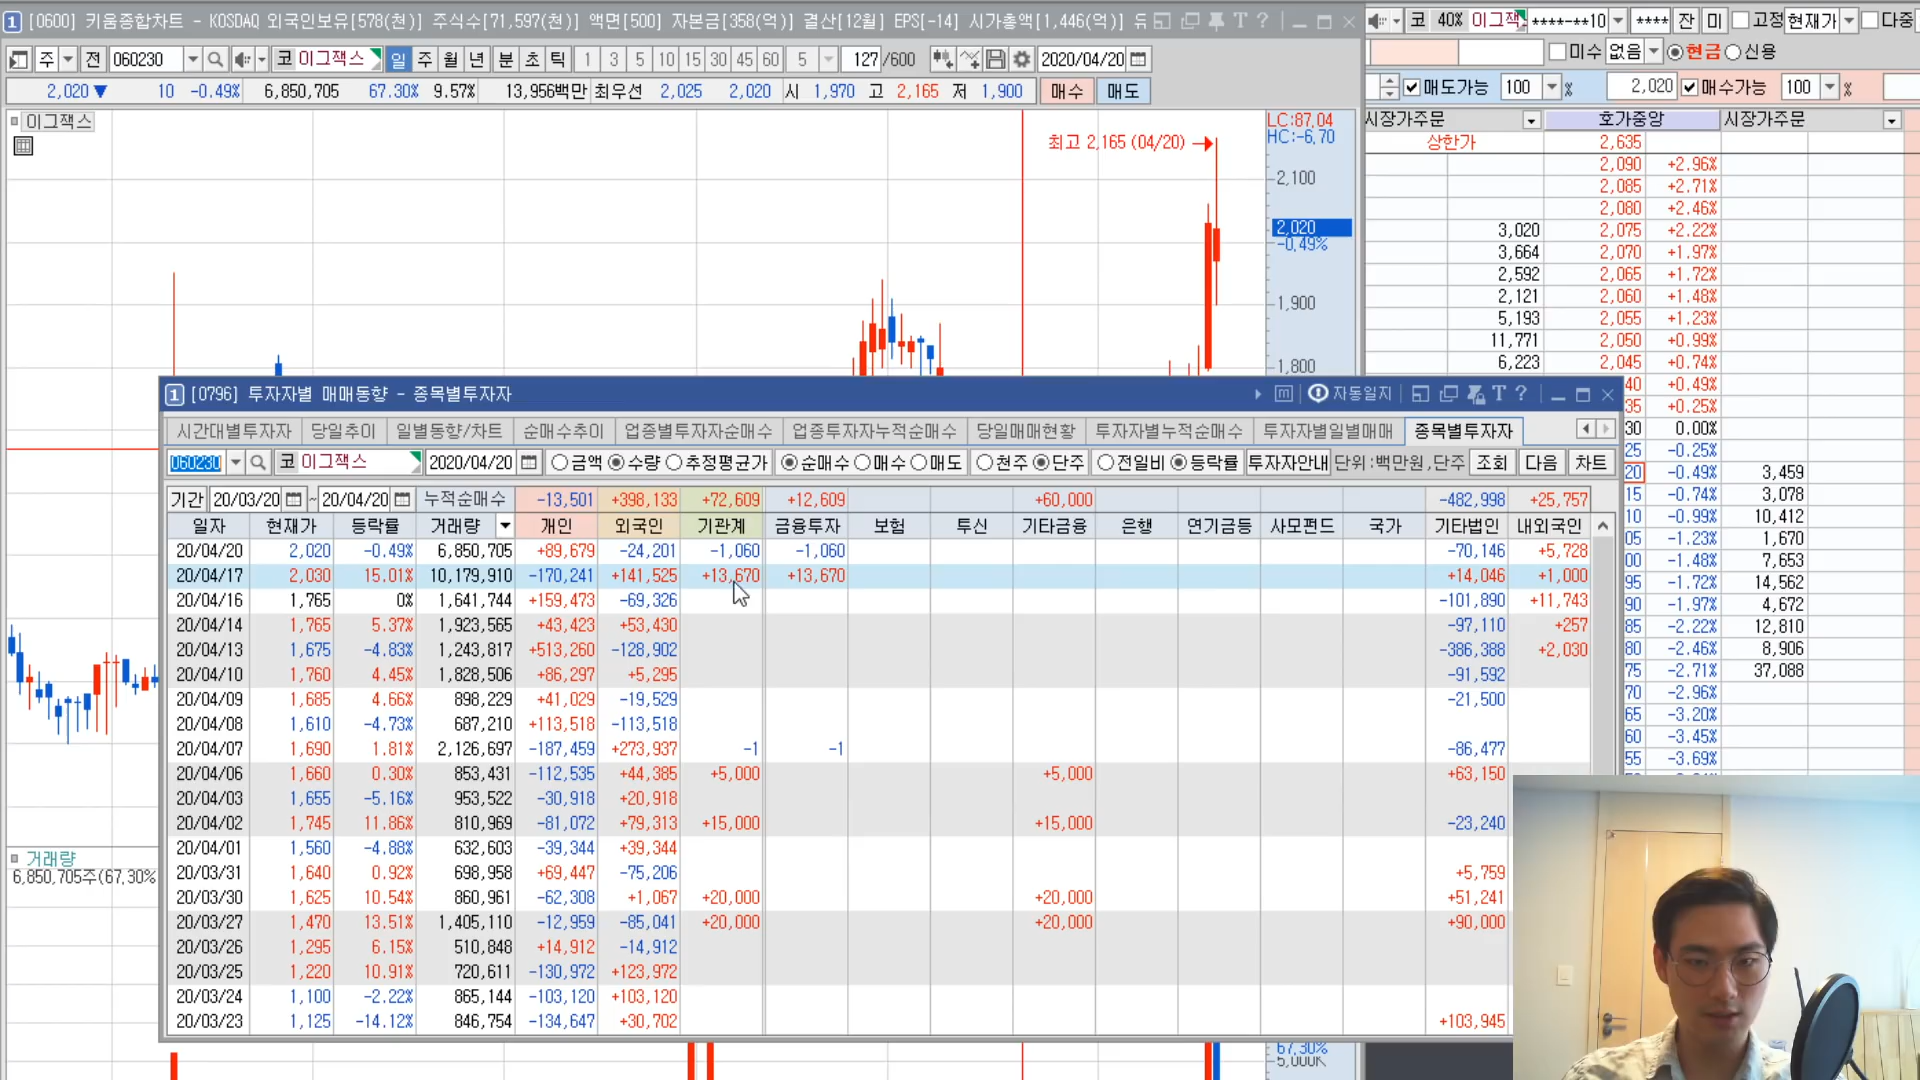 1 [0600] 키움종합차트 - KOSDAQ 외국인보유[578(천)] 주식수[71,597(천)] 액면[500] 자본금[358(억)] 결산[12월] EPS[-14] 시가총액[1,446(억)]
주 전 060230 코 이그잭스 일 주 월 년 분 초 틱 1 3 5 10 15 30 45 60 5 127 /600 2020/04/20
2,020 ▼ 10 -0.49% 6,850,705 67.30% 9.57% 13,956백만 최우선 2,025 2,020 시 1,970 고 2,165 저 1,900 매수 매도
이그잭스
최고 2,165 (04/20) →
LC:87,04
HC:-6,70
2,100
2,020
-0,49%
1,900
1,800
코 40% 이그잭 ****-**10 **** 잔 미 고정 현재가 다중
미수 없음 현금 신용
매도가능 100 % 2,020 매수가능 100 %
시장가주문 호가중앙 시장가주문
상한가 2,635
2,090 +2.96%
2,085 +2.71%
2,080 +2.46%
3,020 2,075 +2.22%
3,664 2,070 +1.97%
2,592 2,065 +1.72%
2,121 2,060 +1.48%
5,193 2,055 +1.23%
11,771 2,050 +0.99%
6,223 2,045 +0.74%
40 +0.49%
35 +0.25%
30 0.00%
25 -0.25%
20 -0.49% 3,459
15 -0.74% 3,078
10 -0.99% 10,412
05 -1.23% 1,670
00 -1.48% 7,653
95 -1.72% 14,562
90 -1.97% 4,672
85 -2.22% 12,810
80 -2.46% 8,906
75 -2.71% 37,088
70 -2.96%
65 -3.20%
60 -3.45%
55 -3.69%
1 [0796] 투자자별 매매동향 - 종목별투자자 자동일지
시간대별투자자 당일추이 일별동향/차트 순매수추이 업종별투자자순매수 업종투자자누적순매수 당일매매현황 투자자별누적순매수 투자자별일별매매 종목별투자자
060230 코 이그잭스 2020/04/20 금액 수량 추정평균가 순매수 매수 매도 천주 단주 전일비 등락률 투자자안내 단위:백만원,단주 조회 다음 차트
기간 20/03/20 ~ 20/04/20 누적순매수 -13,501 +398,133 +72,609 +12,609 +60,000 -482,998 +25,757
일자 현재가 등락률 거래량 개인 외국인 기관계 금융투자 보험 투신 기타금융 은행 연기금등 사모펀드 국가 기타법인 내외국인
20/04/20 2,020 -0.49% 6,850,705 +89,679 -24,201 -1,060 -1,060 -70,146 +5,728
20/04/17 2,030 15.01% 10,179,910 -170,241 +141,525 +13,670 +13,670 +14,046 +1,000
20/04/16 1,765 0% 1,641,744 +159,473 -69,326 -101,890 +11,743
20/04/14 1,765 5.37% 1,923,565 +43,423 +53,430 -97,110 +257
20/04/13 1,675 -4.83% 1,243,817 +513,260 -128,902 -386,388 +2,030
20/04/10 1,760 4.45% 1,828,506 +86,297 +5,295 -91,592
20/04/09 1,685 4.66% 898,229 +41,029 -19,529 -21,500
20/04/08 1,610 -4.73% 687,210 +113,518 -113,518
20/04/07 1,690 1.81% 2,126,697 -187,459 +273,937 -1 -1 -86,477
20/04/06 1,660 0.30% 853,431 -112,535 +44,385 +5,000 +5,000 +63,150
20/04/03 1,655 -5.16% 953,522 -30,918 +20,918
20/04/02 1,745 11.86% 810,969 -81,072 +79,313 +15,000 +15,000 -23,240
20/04/01 1,560 -4.88% 632,603 -39,344 +39,344
20/03/31 1,640 0.92% 698,958 +69,447 -75,206 +5,759
20/03/30 1,625 10.54% 860,961 -62,308 +1,067 +20,000 +20,000 +51,241
20/03/27 1,470 13.51% 1,405,110 -12,959 -85,041 +20,000 +20,000 +90,000
20/03/26 1,295 6.15% 510,848 +14,912 -14,912
20/03/25 1,220 10.91% 720,611 -130,972 +123,972
20/03/24 1,100 -2.22% 865,144 -103,120 +103,120
20/03/23 1,125 -14.12% 846,754 -134,647 +30,702 +103,945
거래량
6,850,705주(67,30%
67,30%
5,000K